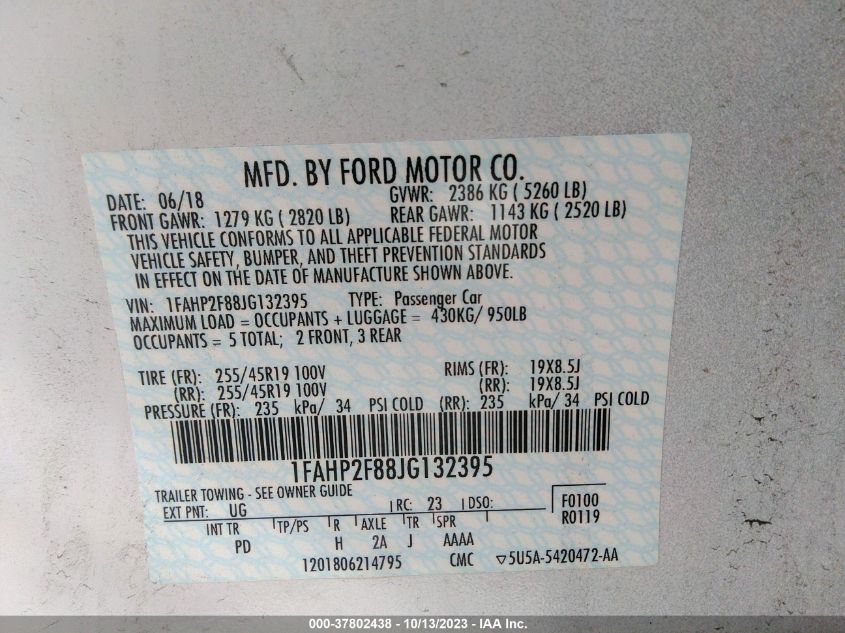 MFD. BY FORD MOTOR CO.
DATE: 06/18 GVWR: 2386 KG ( 5260 LB)
FRONT GAWR: 1279 KG ( 2820 LB) REAR GAWR: 1143 KG ( 2520 LB)
THIS VEHICLE CONFORMS TO ALL APPLICABLE FEDERAL MOTOR
VEHICLE SAFETY, BUMPER, AND THEFT PREVENTION STANDARDS
IN EFFECT ON THE DATE OF MANUFACTURE SHOWN ABOVE.
VIN: 1FAHP2F88JG132395 TYPE: Passenger Car
MAXIMUM LOAD = OCCUPANTS + LUGGAGE = 430KG/ 950LB
OCCUPANTS = 5 TOTAL; 2 FRONT, 3 REAR
TIRE (FR): 255/45R19 100V RIMS (FR): 19X8.5J
(RR): 255/45R19 100V (RR): 19X8.5J
PRESSURE (FR): 235 kPa/ 34 PSI COLD (RR): 235 kPa/ 34 PSI COLD
1FAHP2F88JG132395
TRAILER TOWING - SEE OWNER GUIDE
EXT PNT: UG RC: 23 DSO: F0100
INT TR TP/PS R AXLE TR SPR R0119
PD H 2A J AAAA
1201806214795 CMC ▽5U5A-5420472-AA
000-37802438 - 10/13/2023 - IAA Inc.